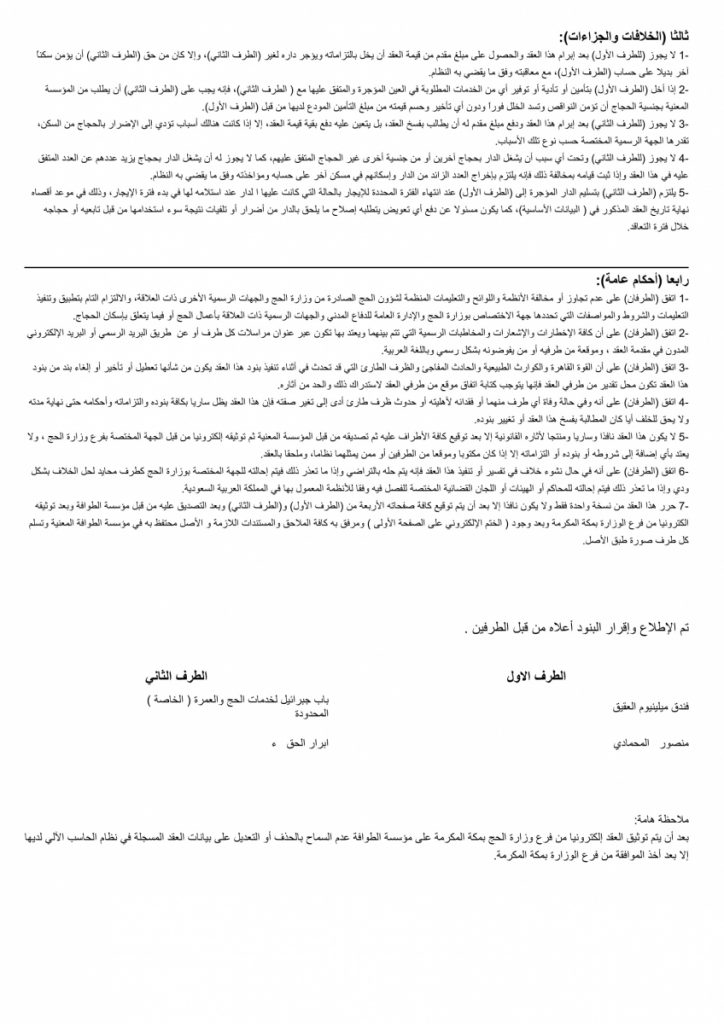 ثالثا (الخلافات والجزاءات):
1- لا يجوز (للطرف الأول) بعد إبرام هذا العقد والحصول على مبلغ مقدم من قيمة العقد أن يخل بالتزاماته ويؤجر داره لغير (الطرف الثاني)، وإلا كان من حق (الطرف الثاني) أن يؤمن سكناً
آخر بديلا على حساب (الطرف الأول)، مع معاقبته وفق ما يقضي به النظام.
2- إذا أخل (الطرف الأول) بتأمين أو تأدية أو توفير أي من الخدمات المطلوبة في العين المؤجرة والمتفق عليها مع ( الطرف الثاني)، فإنه يجب على (الطرف الثاني) أن يطلب من المؤسسة
المعنية بجنسية الحجاج أن تؤمن النواقص وتسد الخلل فورا ودون أي تأخير وحسم قيمته من مبلغ التأمين المودع لديها من قبل (الطرف الأول).
3- لا يجوز (للطرف الثاني) بعد إبرام هذا العقد ودفع مبلغ مقدم له أن يطالب بفسخ العقد، بل يتعين عليه دفع بقية قيمة العقد، إلا إذا كانت هنالك أسباب تؤدي إلى الإضرار بالحجاج من السكن،
تقدرها الجهة الرسمية المختصة حسب نوع تلك الأسباب.
4- لا يجوز (للطرف الثاني) وتحت أي سبب أن يشغل الدار بحجاج آخرين أو من جنسية أخرى غير الحجاج المتفق عليهم، كما لا يجوز له أن يشغل الدار بحجاج يزيد عددهم عن العدد المتفق
عليه في هذا العقد وإذا ثبت قيامه بمخالفة ذلك فإنه يلتزم بإخراج العدد الزائد من الدار وإسكانهم في مسكن آخر على حسابه ومؤاخذته وفق ما يقضي به النظام.
5- يلتزم (الطرف الثاني) بتسليم الدار المؤجرة إلى (الطرف الأول) عند انتهاء الفترة المحددة للإيجار بالحالة التي كانت عليها ا لدار عند استلامه لها في بدء فترة الإيجار، وذلك في موعد أقصاه
نهاية تاريخ العقد المذكور في ( البيانات الأساسية)، كما يكون مسئولا عن دفع أي تعويض يتطلبه إصلاح ما يلحق بالدار من أضرار أو تلفيات نتيجة سوء استخدامها من قبل تابعيه أو حجاجه
خلال فترة التعاقد.
رابعا (أحكام عامة):
1- اتفق (الطرفان) على عدم تجاوز أو مخالفة الأنظمة واللوائح والتعليمات المنظمة لشؤون الحج الصادرة من وزارة الحج والجهات الرسمية الأخرى ذات العلاقة، والالتزام التام بتطبيق وتنفيذ
التعليمات والشروط والمواصفات التي تحددها جهة الاختصاص بوزارة الحج والإدارة العامة للدفاع المدني والجهات الرسمية ذات العلاقة بأعمال الحج أو فيما يتعلق بإسكان الحجاج.
2- اتفق (الطرفان) على أن كافة الإخطارات والإشعارات والمخاطبات الرسمية التي تتم بينهما ويعتد بها تكون عبر عنوان مراسلات كل طرف أو عن طريق البريد الرسمي أو البريد الإلكتروني
المدون في مقدمة العقد ، وموقعة من طرفيه أو من يفوضونه بشكل رسمي وباللغة العربية.
3- اتفق (الطرفان) على أن القوة القاهرة والكوارث الطبيعية والحادث المفاجئ والظرف الطارئ التي قد تحدث في أثناء تنفيذ بنود هذا العقد يكون من شأنها تعطيل أو تأخير أو إلغاء بند من بنود
هذا العقد تكون محل تقدير من طرفي العقد فإنها يتوجب كتابة اتفاق موقع من طرفي العقد لاستدراك ذلك والحد من آثاره.
4- اتفق (الطرفان) على أنه وفي حالة وفاة أي طرف منهما أو فقدانه لأهليته أو حدوث ظرف طارئ أدى إلى تغير صفته فإن هذا العقد يظل ساريا بكافة بنوده والتزاماته وأحكامه حتى نهاية مدته
ولا يحق للخلف أيا كان المطالبة بفسخ هذا العقد أو تغيير بنوده.
5- لا يكون هذا العقد نافذا وساريا ومنتجا لآثاره القانونية إلا بعد توقيع كافة الأطراف عليه ثم تصديقه من قبل المؤسسة المعنية ثم توثيقه إلكترونيا من قبل الجهة المختصة بفرع وزارة الحج ، ولا
يعتد بأي إضافة إلى شروطه أو بنوده أو التزاماته إلا إذا كان مكتوبا وموقعا من الطرفين أو ممن يمثلهما نظاما، وملحقا بالعقد.
6- اتفق (الطرفان) على أنه في حال نشوء خلاف في تفسير أو تنفيذ هذا العقد فإنه يتم حله بالتراضي وإذا ما تعذر ذلك فيتم إحالته للجهة المختصة بوزارة الحج كطرف محايد لحل الخلاف بشكل
ودي وإذا ما تعذر ذلك فيتم إحالته للمحاكم أو الهيئات أو اللجان القضائية المختصة للفصل فيه وفقا للأنظمة المعمول بها في المملكة العربية السعودية.
7- حرر هذا العقد من نسخة واحدة فقط ولا يكون نافذا إلا بعد أن يتم توقيع كافة صفحاته الأربعة من (الطرف الأول) و(الطرف الثاني) وبعد التصديق عليه من قبل مؤسسة الطوافة وبعد توثيقه
الكترونيا من فرع الوزارة بمكة المكرمة وبعد وجود ( الختم الإلكتروني على الصفحة الأولى ) ومرفق به كافة الملاحق والمستندات اللازمة و الأصل محتفظ به في مؤسسة الطوافة المعنية وتسلم
كل طرف صورة طبق الأصل.
تم الإطلاع وإقرار البنود أعلاه من قبل الطرفين .
الطرف الاول
الطرف الثاني
فندق ميلينيوم العقيق
باب جبرائيل لخدمات الحج والعمرة ( الخاصة )
المحدودة
منصور المحمادي
ابرار الحق ء
ملاحظة هامة:
بعد أن يتم توثيق العقد إلكترونيا من فرع وزارة الحج بمكة المكرمة على مؤسسة الطوافة عدم السماح بالحذف أو التعديل على بيانات العقد المسجلة في نظام الحاسب الآلي لديها
إلا بعد أخذ الموافقة من فرع الوزارة بمكة المكرمة.